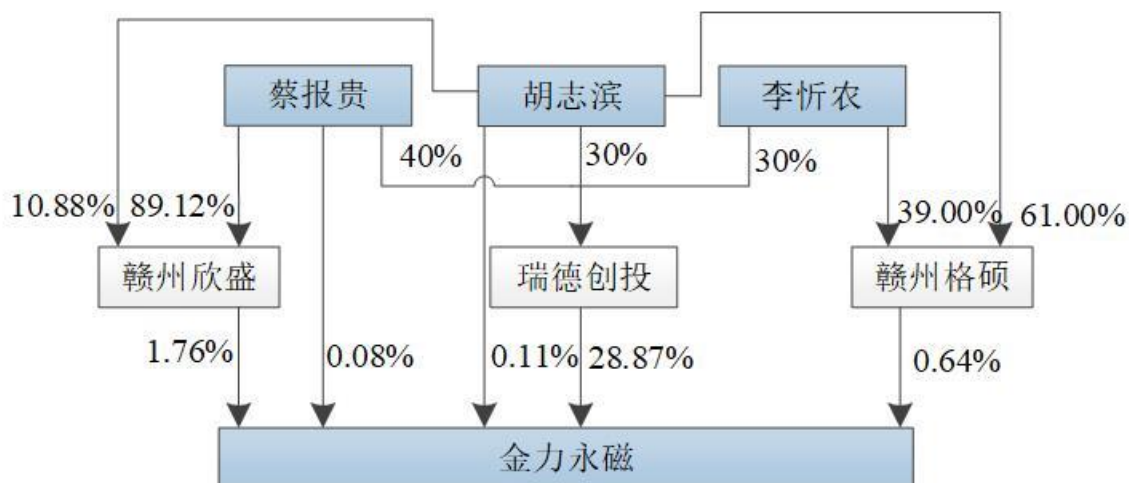 蔡报贵
胡志滨
李忻农
40%
30%
30%
10.88%
89.12%
39.00%
61.00%
赣州欣盛
瑞德创投
赣州格硕
1.76%
0.08%
0.11%
28.87%
0.64%
金力永磁